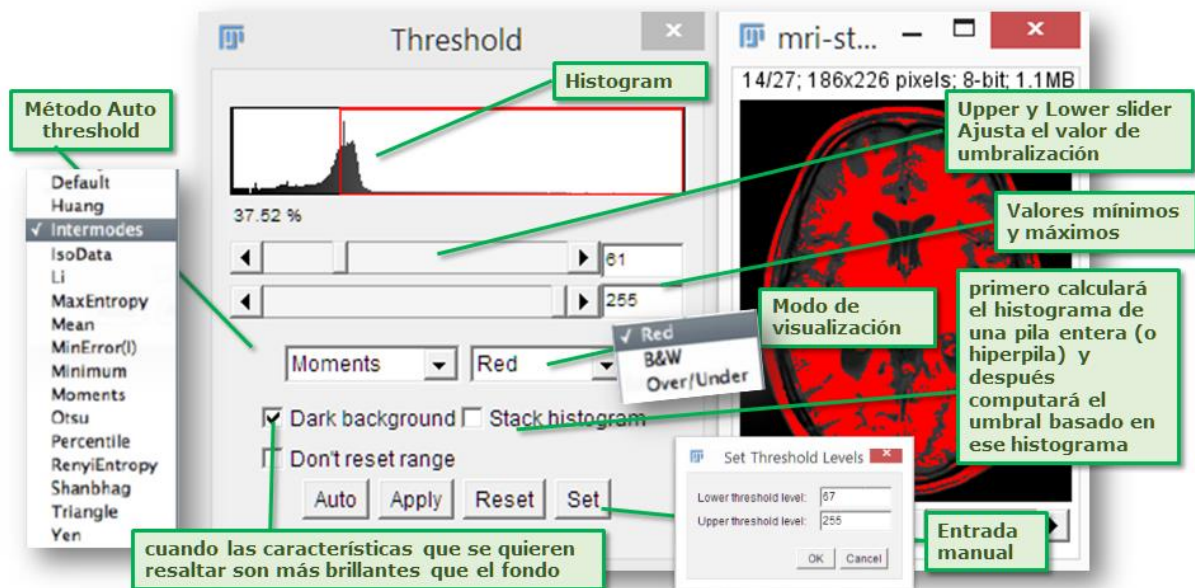 Threshold
mri-st...
14/27; 186x226 pixels; 8-bit; 1.1MB
Histogram
Método Auto
threshold
Default
Huang
✓ Intermodes
IsoData
Li
MaxEntropy
Mean
MinError(I)
Minimum
Moments
Otsu
Percentile
RenyiEntropy
Shanbhag
Triangle
Yen
37.52 %
61
255
Upper y Lower slider
Ajusta el valor de
umbralización
Valores mínimos
y máximos
Modo de
visualización
Moments
Red
✓ Red
B&W
Over/Under
primero calculará
el histograma de
una pila entera (o
hiperpila) y
después
computará el
umbral basado en
ese histograma
Dark background
Stack histogram
Don't reset range
Auto
Apply
Reset
Set
Set Threshold Levels
Lower threshold level: 67
Upper threshold level: 255
OK
Cancel
Entrada
manual
cuando las características que se quieren
resaltar son más brillantes que el fondo